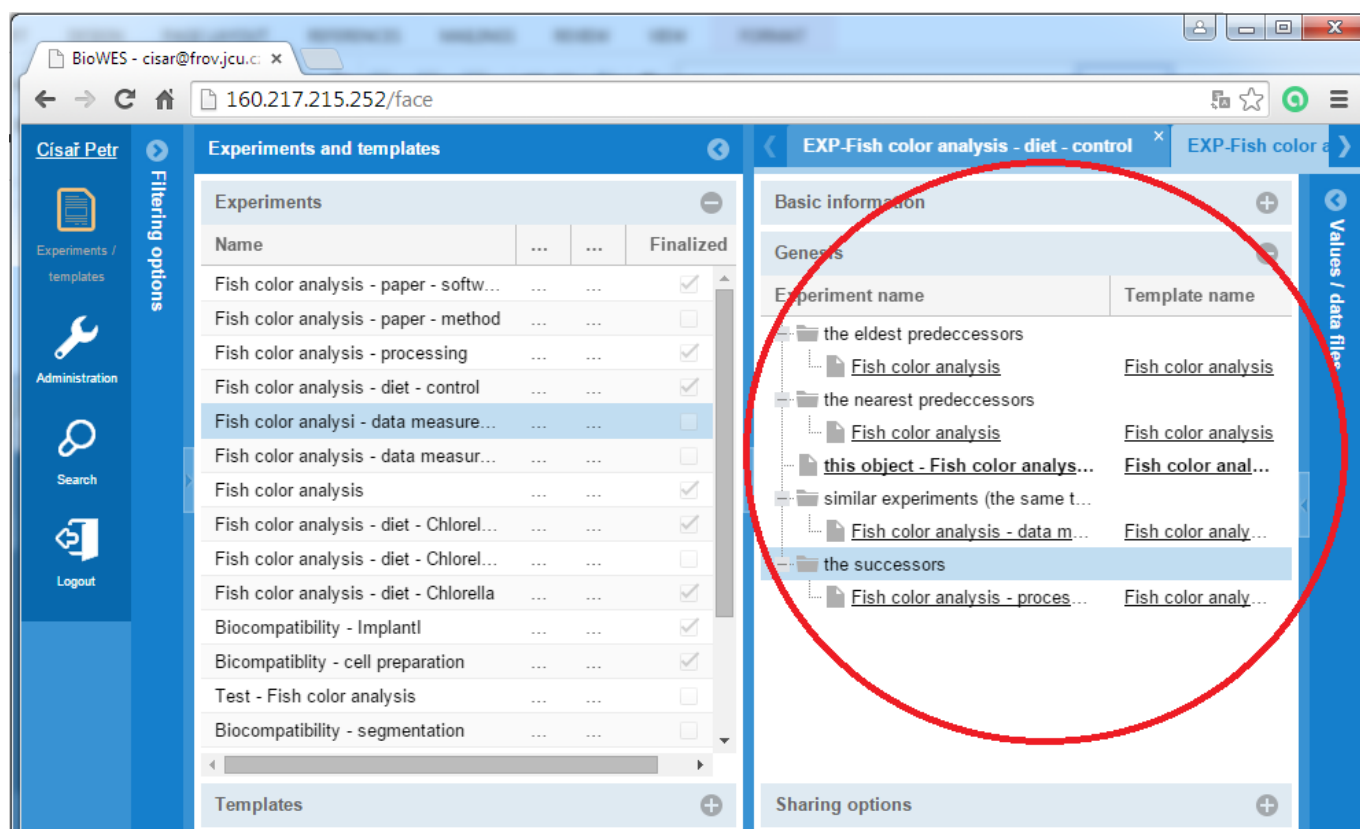 BioWES - cisar@frov.jcu.c
160.217.215.252/face
Císař Petr
Experiments / templates
Administration
Search
Logout
Filtering options
Experiments and templates
Experiments
Name ... ... Finalized
Fish color analysis - paper - softw... ... ...
Fish color analysis - paper - method ... ...
Fish color analysis - processing ... ...
Fish color analysis - diet - control ... ...
Fish color analysi - data measure... ... ...
Fish color analysis - data measur... ... ...
Fish color analysis ... ...
Fish color analysis - diet - Chlorel... ... ...
Fish color analysis - diet - Chlorel... ... ...
Fish color analysis - diet - Chlorella ... ...
Biocompatibility - Implantl ... ...
Bicompatiblity - cell preparation ... ...
Test - Fish color analysis ... ...
Biocompatibility - segmentation ... ...
Templates
EXP-Fish color analysis - diet - control
EXP-Fish color a
Basic information
Genesis
Experiment name Template name
the eldest predeccessors
Fish color analysis Fish color analysis
the nearest predeccessors
Fish color analysis Fish color analysis
this object - Fish color analys... Fish color anal...
similar experiments (the same t...
Fish color analysis - data m... Fish color analy...
the successors
Fish color analysis - proces... Fish color analy...
Sharing options
Values / data files